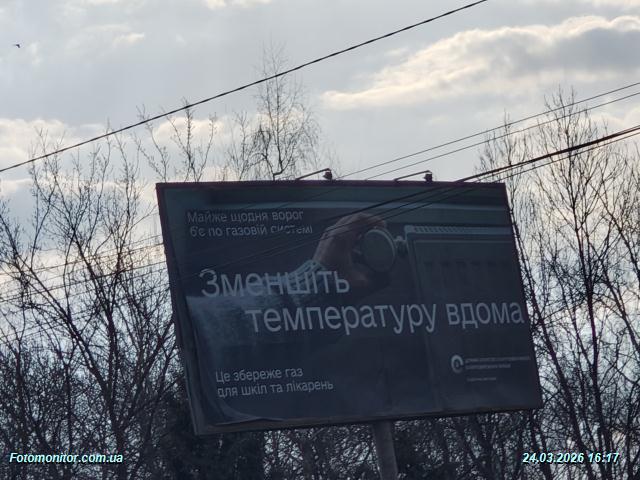 Майже щодня ворог
б'є по газовій системі
Зменшіть
температуру вдома
Це збереже газ
для шкіл та лікарень
Fotomonitor.com.ua
24.03.2026 16:17